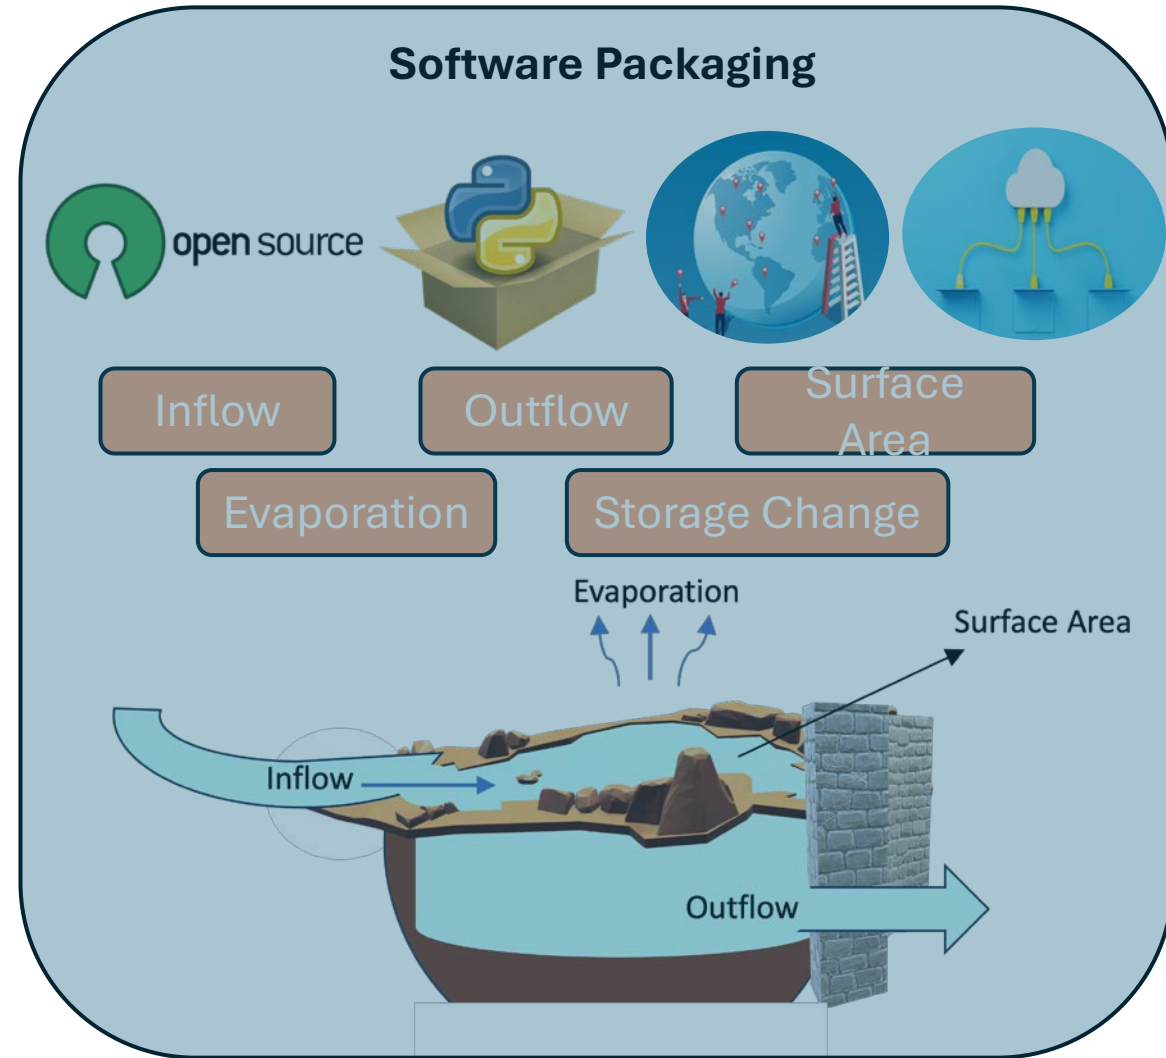 Software Packaging
open source
Inflow
Outflow
Surface
Area
Evaporation
Storage Change
Evaporation
Surface Area
Inflow
Outflow